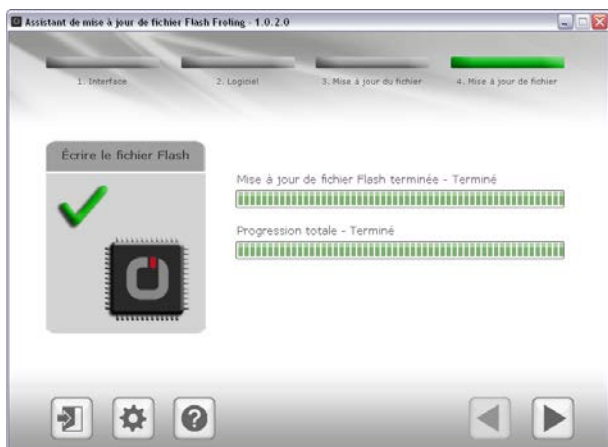 Assistant de mise à jour de fichier Flash Froling - 1.0.2.0
1. Interface
2. Logiciel
3. Mise à jour du fichier
4. Mise à jour de fichier
Écrire le fichier Flash
Mise à jour de fichier Flash terminée - Terminé
Progression totale - Terminé